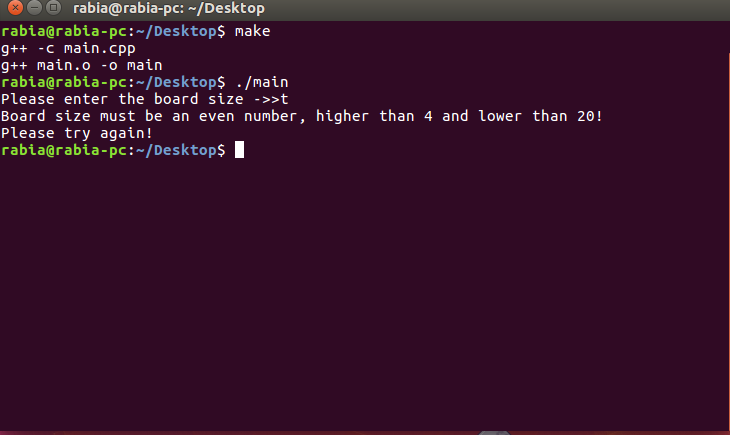 rabia@rabia-pc: ~/Desktop
rabia@rabia-pc:~/Desktop$ make
g++ -c main.cpp
g++ main.o -o main
rabia@rabia-pc:~/Desktop$ ./main
Please enter the board size ->>t
Board size must be an even number, higher than 4 and lower than 20!
Please try again!
rabia@rabia-pc:~/Desktop$